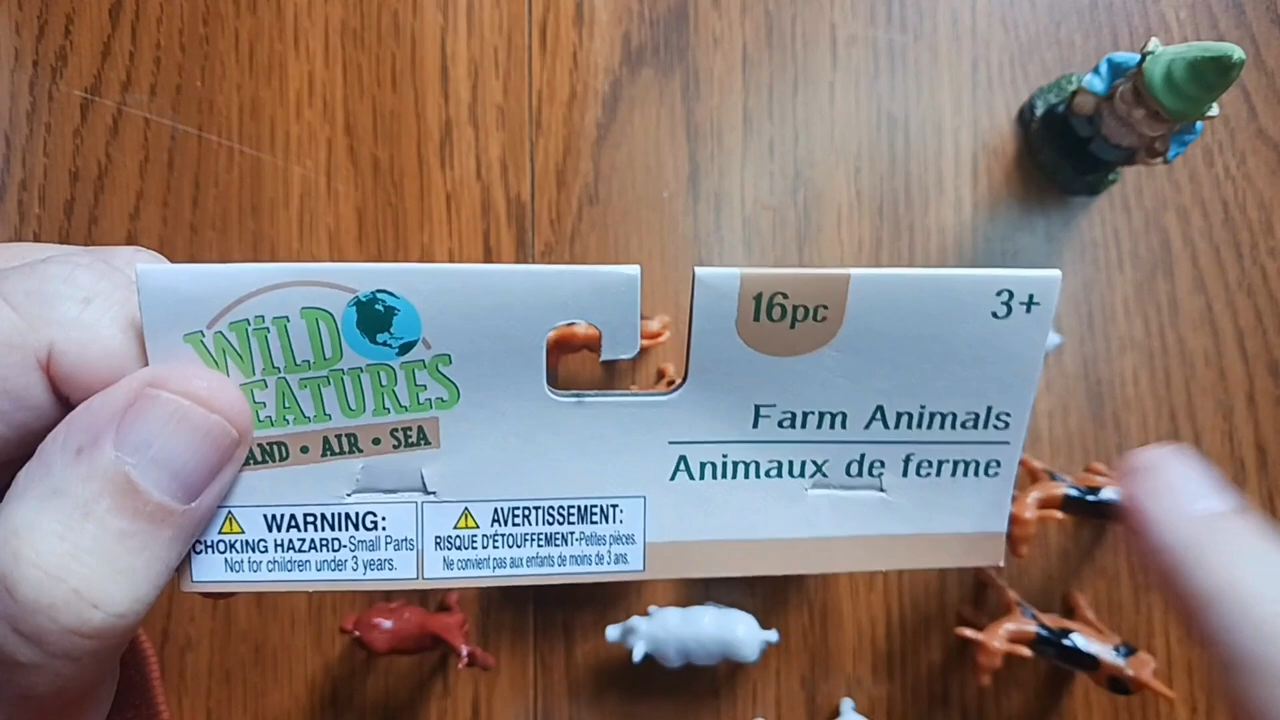 WiLD
EATURES
AND • AIR • SEA
16pc
3+
Farm Animals
Animaux de ferme
WARNING:
CHOKING HAZARD-Small Parts
Not for children under 3 years.
AVERTISSEMENT:
RISQUE D'ÉTOUFFEMENT-Petites pièces.
Ne convient pas aux enfants de moins de 3 ans.